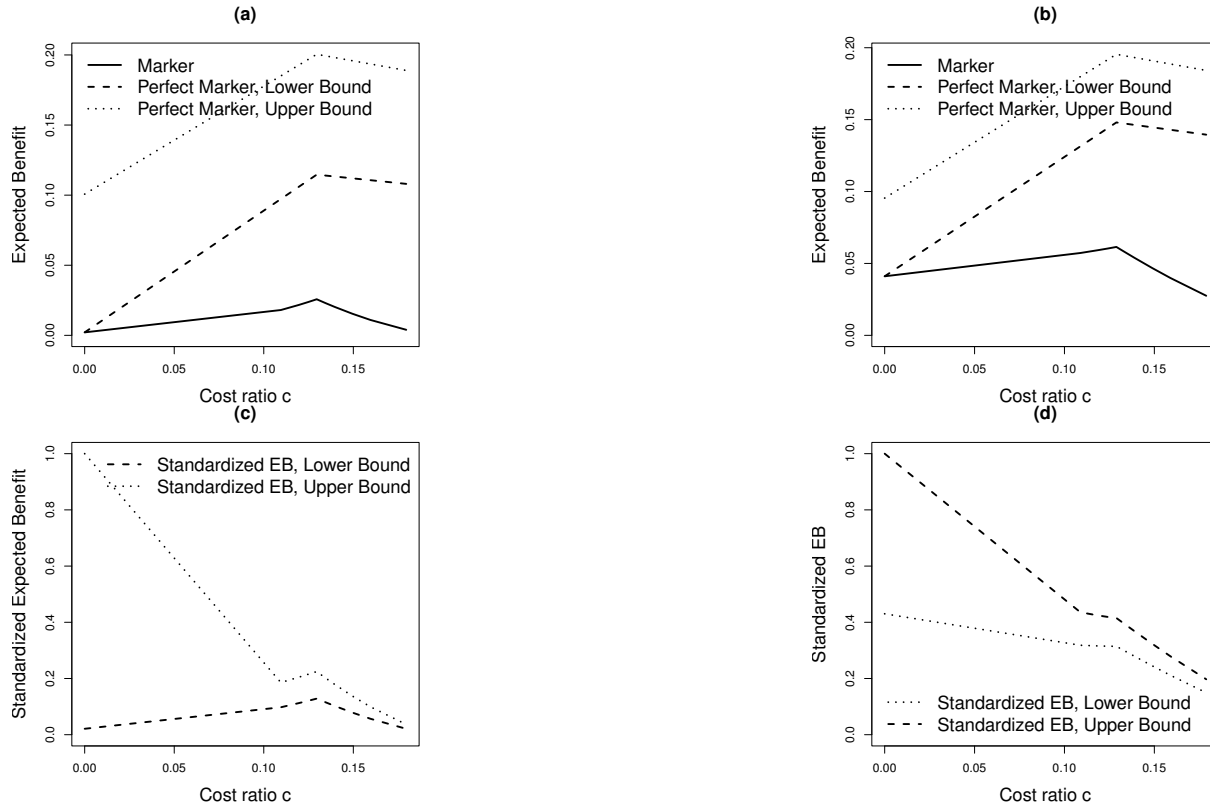 (a)
Expected Benefit
0.00 0.05 0.10 0.15 0.20
Marker
Perfect Marker, Lower Bound
Perfect Marker, Upper Bound
0.00 0.05 0.10 0.15
Cost ratio c
(b)
Expected Benefit
0.00 0.05 0.10 0.15 0.20
Marker
Perfect Marker, Lower Bound
Perfect Marker, Upper Bound
0.00 0.05 0.10 0.15
Cost ratio c
(c)
Standardized Expected Benefit
0.0 0.2 0.4 0.6 0.8 1.0
Standardized EB, Lower Bound
Standardized EB, Upper Bound
0.00 0.05 0.10 0.15
Cost ratio c
(d)
Standardized EB
0.0 0.2 0.4 0.6 0.8 1.0
Standardized EB, Lower Bound
Standardized EB, Upper Bound
0.00 0.05 0.10 0.15
Cost ratio c